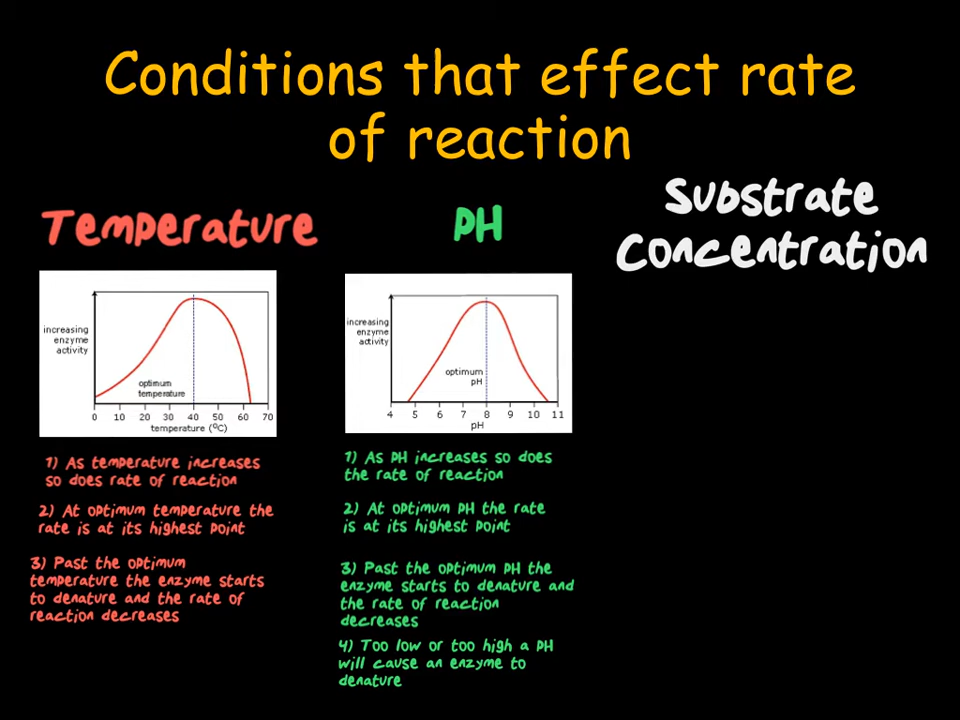 Conditions that effect rate
of reaction
Temperature
increasing
enzyme
activity
optimum
temperature
0 10 20 30 40 50 60 70
temperature (⁰C)
1) As temperature increases
so does rate of reaction
2) At optimum temperature the
rate is at its highest point
3) Past the optimum
temperature the enzyme starts
to denature and the rate of
reaction decreases
PH
increasing
enzyme
activity
optimum
pH
4 5 6 7 8 9 10 11
pH
1) As PH increases so does
the rate of reaction
2) At optimum PH the rate
is at its highest point
3) Past the optimum PH the
enzyme starts to denature and
the rate of reaction
decreases
4) Too low or too high a PH
will cause an enzyme to
denature
Substrate
Concentration